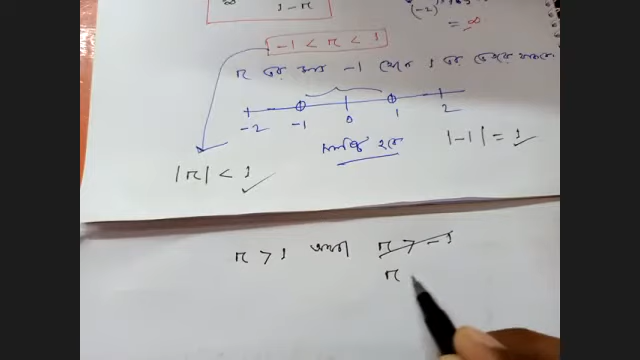 ∞
1 - r
= ∞
-1 < r < 1
r এর মান -1 থেকে 1 এর ভেতরে থাকবে
-2 -1 0 1 2
সমষ্টি হবে
|-1| = 1 ✓
|r| < 1 ✓
r > 1 অথবা r > -1
r